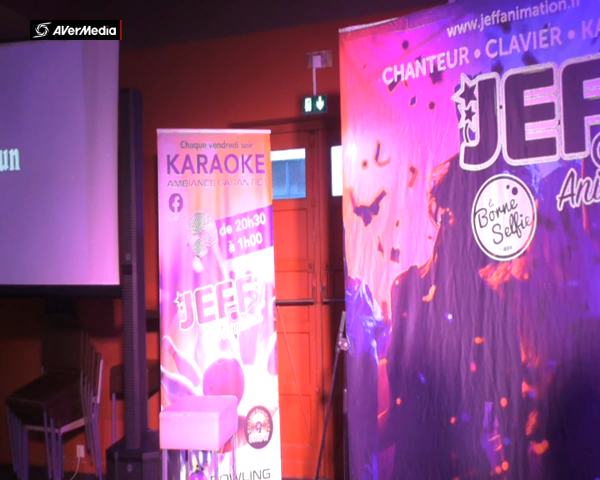 AVerMedia
un
Chaque vendredi soir
KARAOKE
AMBIANCE GARANTIE
de 20h30
à 1h00
JEFF
BOWLING
www.jeffanimation.f
CHANTEUR • CLAVIER • KA
JEF
Ani
Borne
Selfie